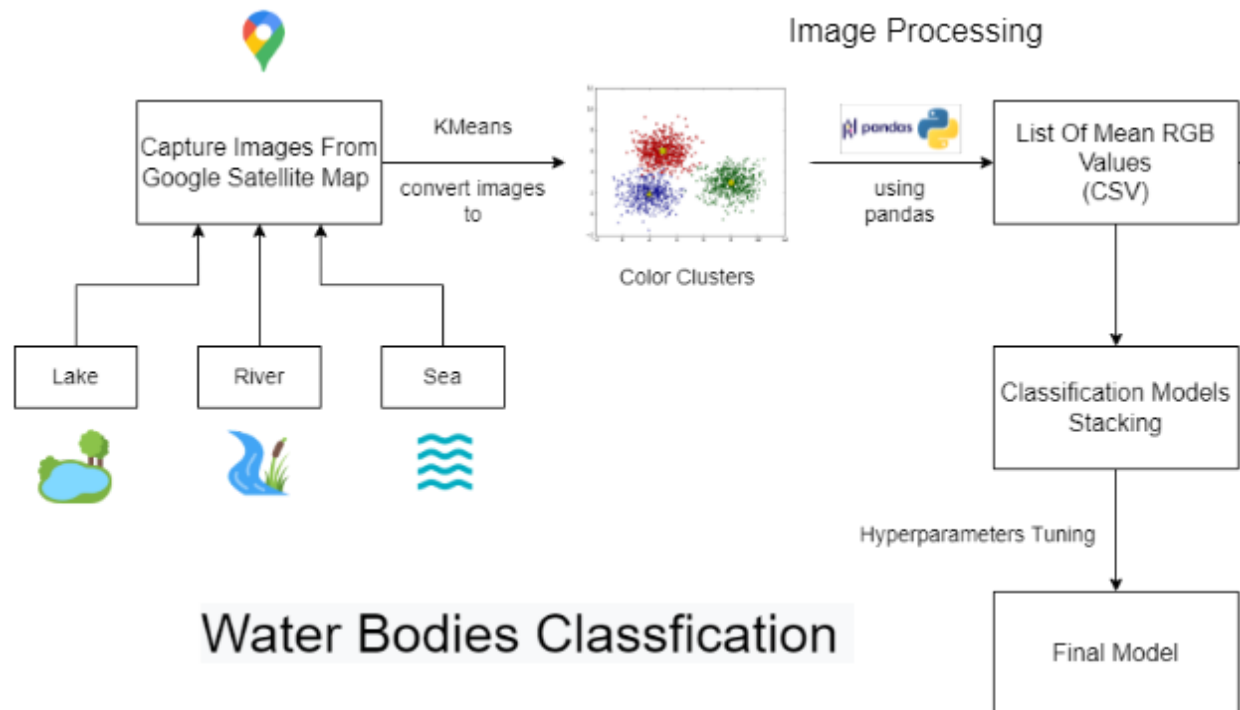 Image Processing
Capture Images From
Google Satellite Map
KMeans
convert images
to
Color Clusters
pandas
using
pandas
List Of Mean RGB
Values
(CSV)
Lake
River
Sea
Classification Models
Stacking
Hyperparameters Tuning
Final Model
Water Bodies Classfication